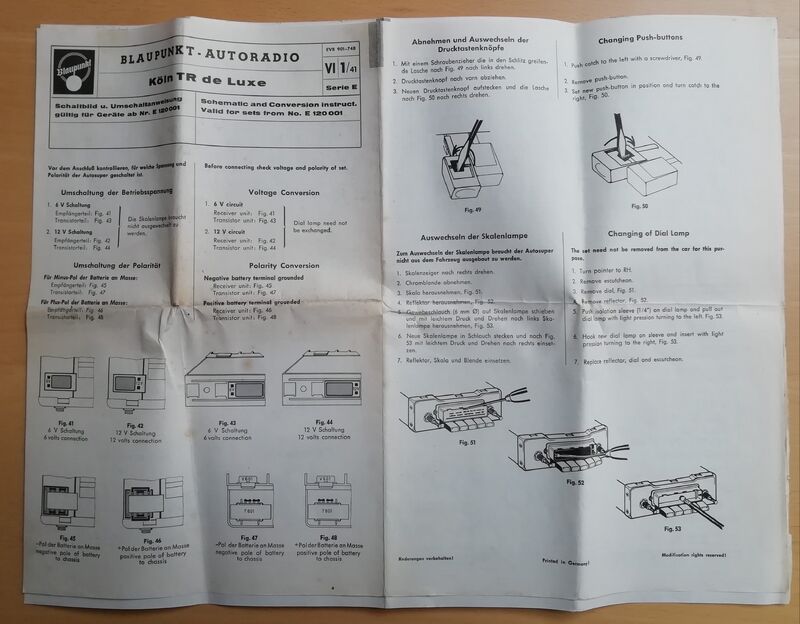 Blaupunkt
BLAUPUNKT-AUTORADIO
Köln TR de Luxe
EVS 901-748
VI 1/41
Serie E
Schaltbild u. Umschaltanweisung
gültig für Geräte ab Nr. E 120 001
Schematic and Conversion instruct.
Valid for sets from No. E 120 001
Vor dem Anschluß kontrollieren, für welche Spannung und
Polarität der Autosuper geschaltet ist.
Before connecting check voltage and polarity of set.
Umschaltung der Betriebsspannung
1. 6 V Schaltung
Empfängerteil: Fig. 41
Transistorteil: Fig. 43
2. 12 V Schaltung
Empfängerteil: Fig. 42
Transistorteil: Fig. 44
Die Skalenlampe braucht
nicht ausgewechselt zu
werden.
Voltage Conversion
1. 6 V circuit
Receiver unit: Fig. 41
Transistor unit: Fig. 43
2. 12 V circuit
Receiver unit: Fig. 42
Transistor unit: Fig. 44
Dial lamp need not
be exchanged.
Umschaltung der Polarität
Für Minus-Pol der Batterie an Masse:
Empfängerteil: Fig. 45
Transistorteil: Fig. 47
Für Plus-Pol der Batterie an Masse:
Empfängerteil: Fig. 46
Transistorteil: Fig. 48
Polarity Conversion
Negative battery terminal grounded
Receiver unit: Fig. 45
Transistor unit: Fig. 47
Positive battery terminal grounded
Receiver unit: Fig. 46
Transistor unit: Fig. 48
Fig. 41
6 V Schaltung
6 volts connection
Fig. 42
12 V Schaltung
12 volts connection
Fig. 43
6 V Schaltung
6 volts connection
Fig. 44
12 V Schaltung
12 volts connection
V 601
T 601
V 601
T 601
Fig. 45
-Pol der Batterie an Masse
negative pole of battery
to chassis
Fig. 46
+Pol der Batterie an Masse
positive pole of battery
to chassis
Fig. 47
-Pol der Batterie an Masse
negative pole of battery
to chassis
Fig. 48
+Pol der Batterie an Masse
positive pole of battery
to chassis
Abnehmen und Auswechseln der
Drucktastenknöpfe
1. Mit einem Schraubenzieher die in den Schlitz greifen-
de Lasche nach Fig. 49 nach links drehen.
2. Drucktastenknopf nach vorn abziehen.
3. Neuen Drucktastenknopf aufstecken und die Lasche
nach Fig. 50 nach rechts drehen.
Changing Push-buttons
1. Push catch to the left with a screwdriver, Fig. 49.
2. Remove push-button.
3. Set new push-button in position and turn catch to the
right, Fig. 50.
Fig. 49
Fig. 50
Auswechseln der Skalenlampe
Zum Auswechseln der Skalenlampe braucht der Autosuper
nicht aus dem Fahrzeug ausgebaut zu werden.
1. Skalenzeiger nach rechts drehen.
2. Chromblende abnehmen.
3. Skala herausnehmen, Fig. 51.
4. Reflektor herausnehmen, Fig. 52.
5. Gewebeschlauch (6 mm Ø) auf Skalenlampe schieben
und mit leichtem Druck und Drehen nach links Ska-
lenlampe herausnehmen, Fig. 53.
6. Neue Skalenlampe in Schlauch stecken und nach Fig.
53 mit leichtem Druck und Drehen nach rechts einset-
zen.
7. Reflektor, Skala und Blende einsetzen.
Changing of Dial Lamp
The set need not be removed from the car for this pur-
pose.
1. Turn pointer to RH.
2. Remove escutcheon.
3. Remove dial, Fig. 51.
4. Remove reflector, Fig. 52.
5. Push isolation sleeve (1/4") on dial lamp and pull out
dial lamp with light pression turning to the left. Fig. 53.
6. Hook new dial lamp on sleeve and insert with light
pression turning to the right, Fig. 53.
7. Replace reflector, dial and escutcheon.
Fig. 51
Fig. 52
Fig. 53
Änderungen vorbehalten!
Printed in Germany!
Modification rights reserved!